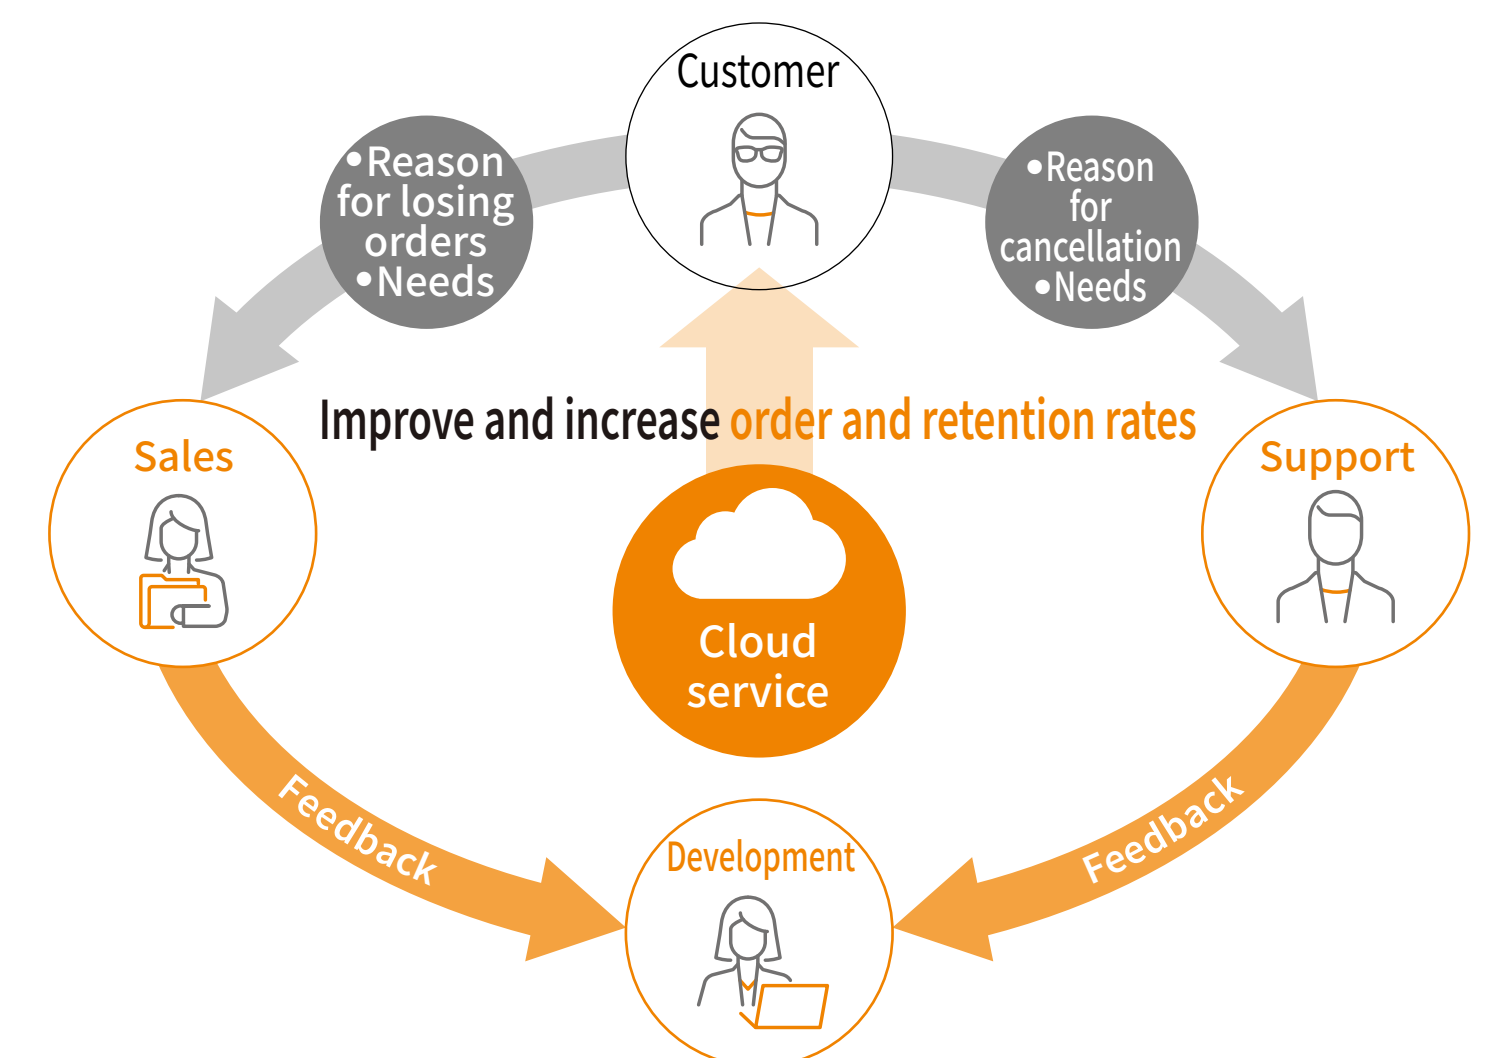 Customer
•Reason
for losing
orders
•Needs
•Reason
for
cancellation
•Needs
Improve and increase order and retention rates
Sales
Support
Cloud
service
Feedback
Feedback
Development